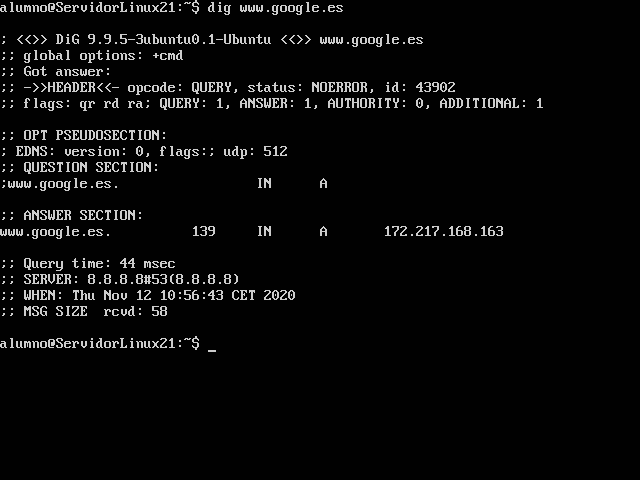 alumno@ServidorLinux21:~$ dig www.google.es
; <<>> DiG 9.9.5-3ubuntu0.1-Ubuntu <<>> www.google.es
;; global options: +cmd
;; Got answer:
;; ->>HEADER<<- opcode: QUERY, status: NOERROR, id: 43902
;; flags: qr rd ra; QUERY: 1, ANSWER: 1, AUTHORITY: 0, ADDITIONAL: 1
;; OPT PSEUDOSECTION:
; EDNS: version: 0, flags:; udp: 512
;; QUESTION SECTION:
;www.google.es. IN A
;; ANSWER SECTION:
www.google.es. 139 IN A 172.217.168.163
;; Query time: 44 msec
;; SERVER: 8.8.8.8#53(8.8.8.8)
;; WHEN: Thu Nov 12 10:56:43 CET 2020
;; MSG SIZE  rcvd: 58
alumno@ServidorLinux21:~$ _